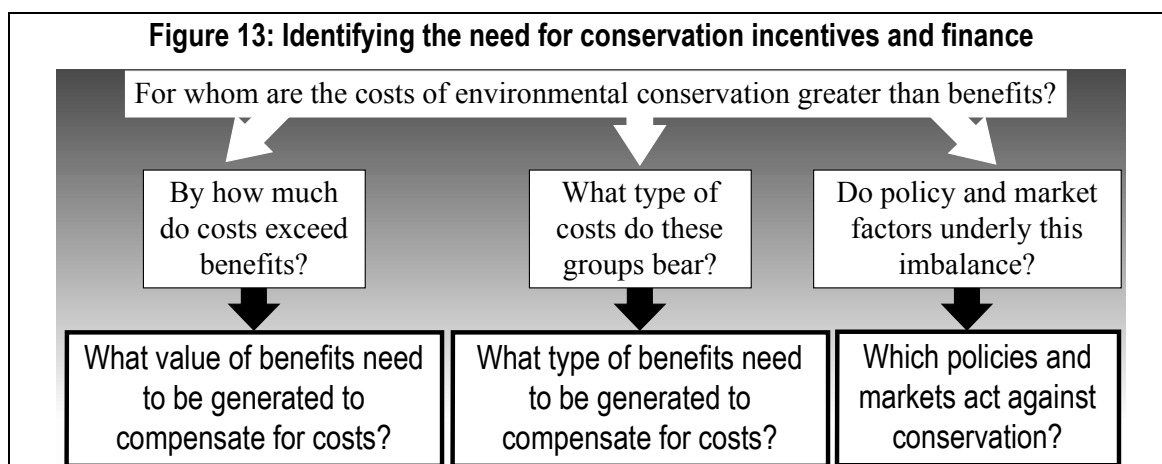 Figure 13: Identifying the need for conservation incentives and finance
For whom are the costs of environmental conservation greater than benefits?
By how much
do costs exceed
benefits?
What type of
costs do these
groups bear?
Do policy and market
factors underly this
imbalance?
What value of benefits need
to be generated to
compensate for costs?
What type of benefits need
to be generated to
compensate for costs?
Which policies and
markets act against
conservation?